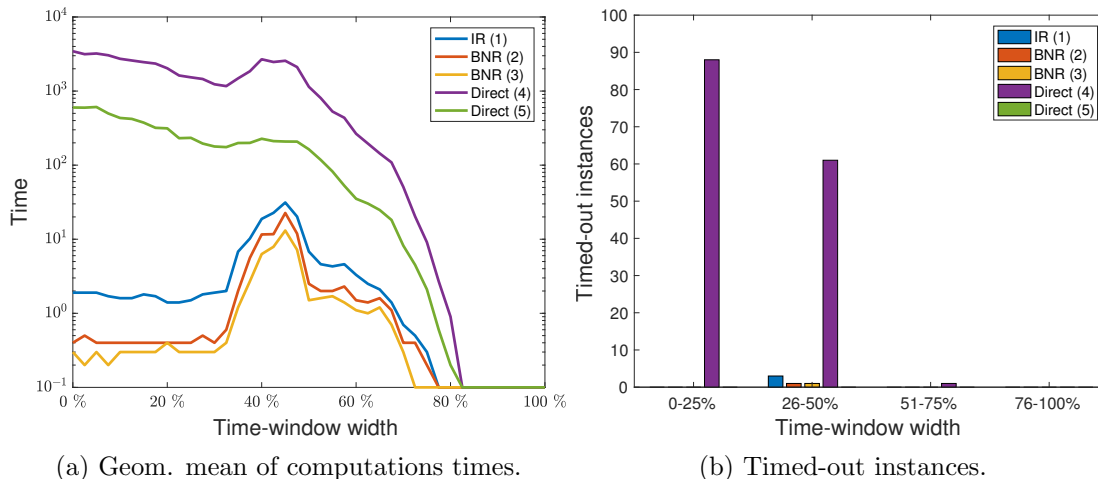 10^4
10^3
10^2
10^1
10^0
10^-1
Time
0 %
20 %
40 %
60 %
80 %
100 %
Time-window width
IR (1)
BNR (2)
BNR (3)
Direct (4)
Direct (5)
(a) Geom. mean of computations times.
100
90
80
70
60
50
40
30
20
10
0
Timed-out instances
0-25%
26-50%
51-75%
76-100%
Time-window width
IR (1)
BNR (2)
BNR (3)
Direct (4)
Direct (5)
(b) Timed-out instances.